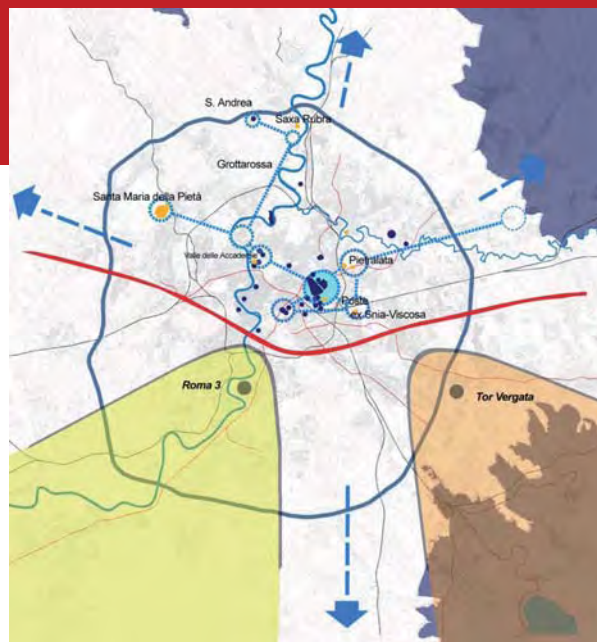 S. Andrea
Saxa Rubra
Grottarossa
Santa Maria della Pietà
Valle delle Accademie
Pietralata
Poste
ex Snia-Viscosa
Roma 3
Tor Vergata